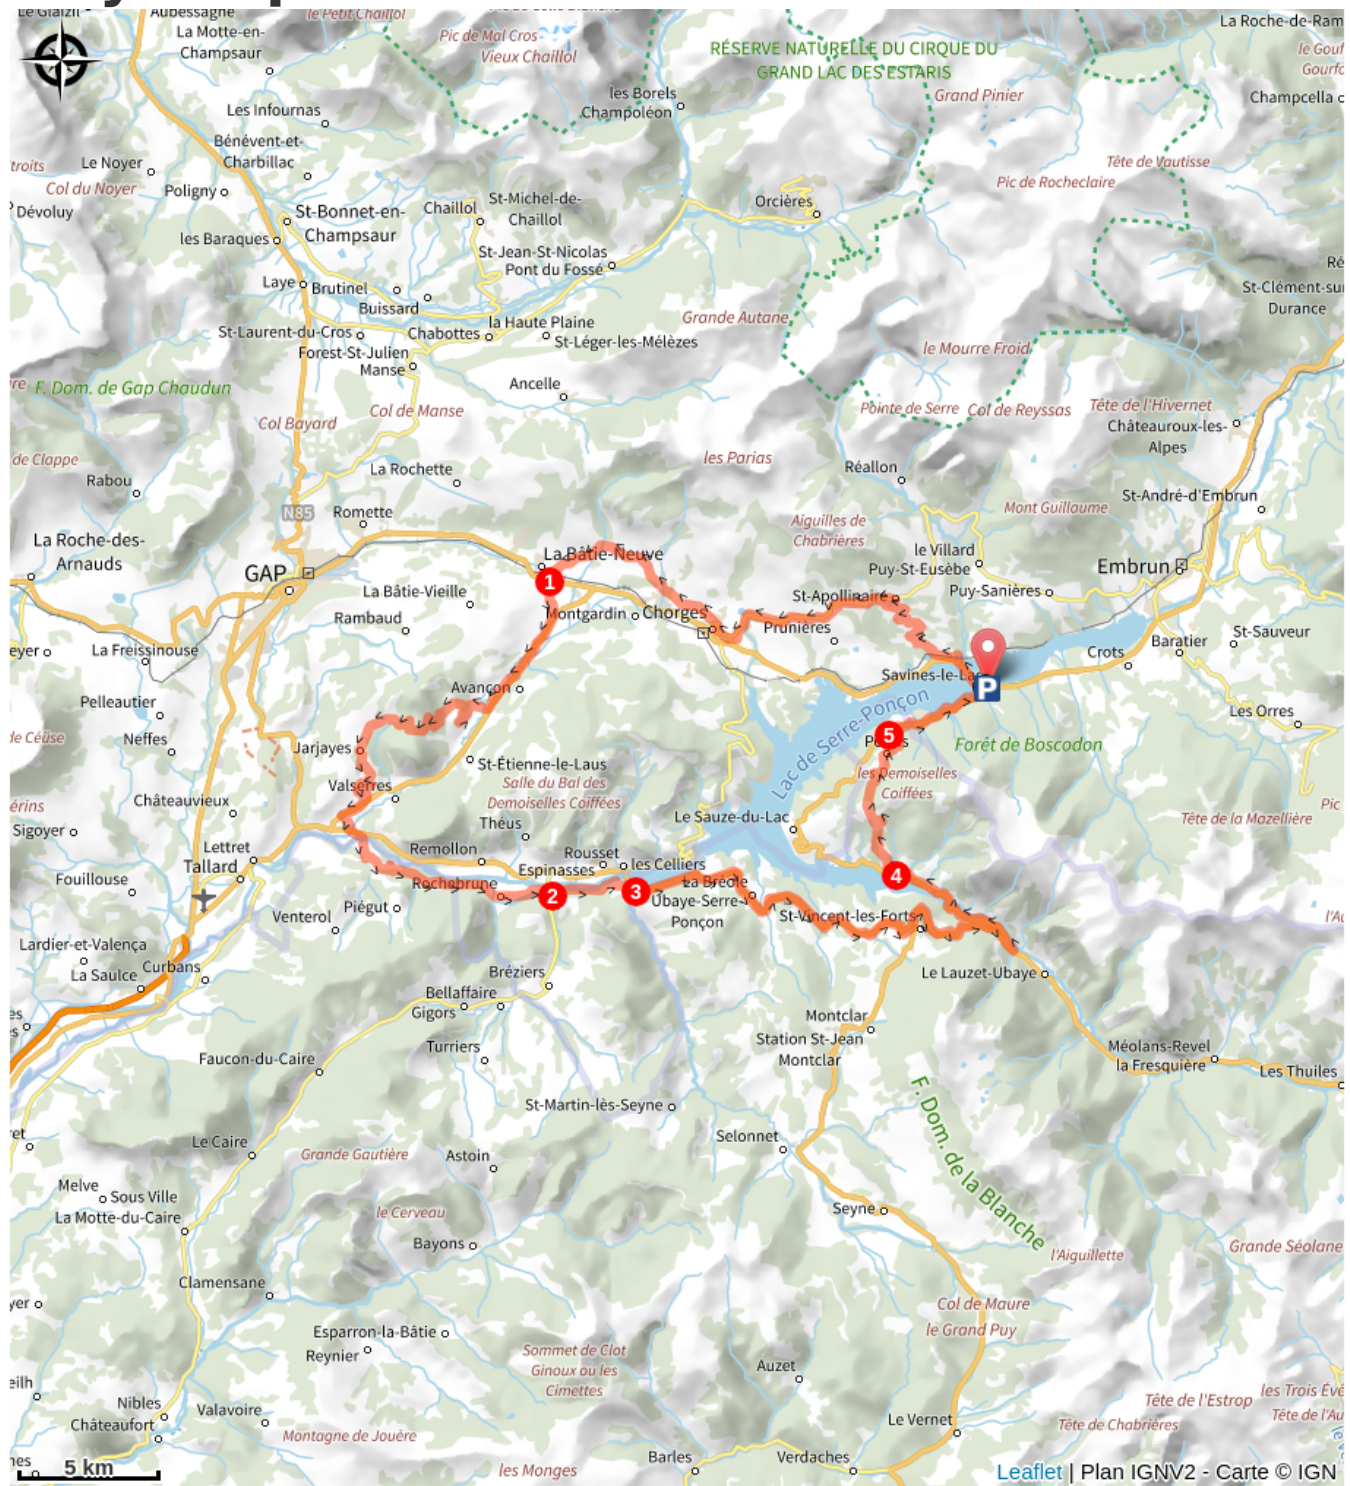 Le Glaizil
Aubessagne
le Petit Chaillol
La Roche-de-Ram
La Motte-en-
Champsaur
Pic de Mal Cros
Vieux Chaillol
RÉSERVE NATURELLE DU CIRQUE DU
GRAND LAC DES ESTARIS
les Borels
Champoléon
Grand Pinier
Champcella
Les Infournas
Bénévent-et-
Charbillac
Le Noyer
Col du Noyer
Poligny
Tête de Vautisse
Pic de Rocheclaire
Dévoluy
St-Bonnet-en-
Champsaur
Chaillol
St-Michel-de-
Chaillol
Orcières
les Baraques
St-Jean-St-Nicolas
Pont du Fossé
Laye
Brutinel
Buissard
St-Clément-sur
Durance
St-Laurent-du-Cros
Chabottes
la Haute Plaine
Grande Autane
St-Léger-les-Mélèzes
Forest-St-Julien
Manse
le Mourre Froid
F. Dom. de Gap Chaudun
Ancelle
Col de Manse
Col Bayard
Pointe de Serre
Col de Reyssas
Tête de l'Hivernet
Châteauroux-les-
Alpes
de Clappe
La Rochette
les Parias
Réallon
Rabou
St-André-d'Embrun
N85
Romette
Mont Guillaume
Aiguilles de
Chabrières
La Roche-des-
Arnauds
La Bâtie-Neuve
le Villard
Puy-St-Eusèbe
Embrun
GAP
1
La Bâtie-Vieille
Montgardin
Chorges
St-Apollinaire
Puy-Sanières
Rambaud
Prunières
St-Sauveur
Baratier
La Freissinouse
Crots
Savines-le-Lac
P
Avançon
Pelleautier
Les Orres
Lac de Serre-Ponçon
5
Forêt de Boscodon
Neffes
de Céüse
Jarjayes
St-Étienne-le-Laus
les Demoiselles
Coiffées
Valserres
Salle du Bal des
Demoiselles Coiffées
Châteauvieux
Le Sauze-du-Lac
Tête de la Mazellière
Pic
Sigoyer
Théus
Lettret
Tallard
Remollon
Rousset
les Celliers
Espinasses
4
Fouillouse
Rochebrune
2
3
La Bréole
Ubaye-Serre-
Ponçon
Venterol
Piégut
St-Vincent-les-Forts
Lardier-et-Valença
La Saulce
Curbans
Le Lauzet-Ubaye
Bréziers
Bellaffaire
Gigors
Montclar
Station St-Jean
Montclar
Faucon-du-Caire
Turriers
Méolans-Revel
la Fresquière
Les Thuiles
F. Dom. de la Blanche
St-Martin-lès-Seyne
Le Caire
Grande Gautière
Astoin
Selonnet
Melve
Sous Ville
La Motte-du-Caire
le Cerveau
Seyne
Bayons
l'Aiguillette
Grande Séolane
Clamensane
Col de Maure
le Grand Puy
Esparron-la-Bâtie
Reynier
Sommet de Clot
Ginoux ou les
Cimettes
Auzet
Nibles
Châteaufort
Valavoire
Montagne de Jouère
Tête de l'Estrop
les Trois Évê
Tête de Chabrières
Le Vernet
Barles
Verdaches
les Monges
5 km
Leaflet | Plan IGNV2 - Carte © IGN